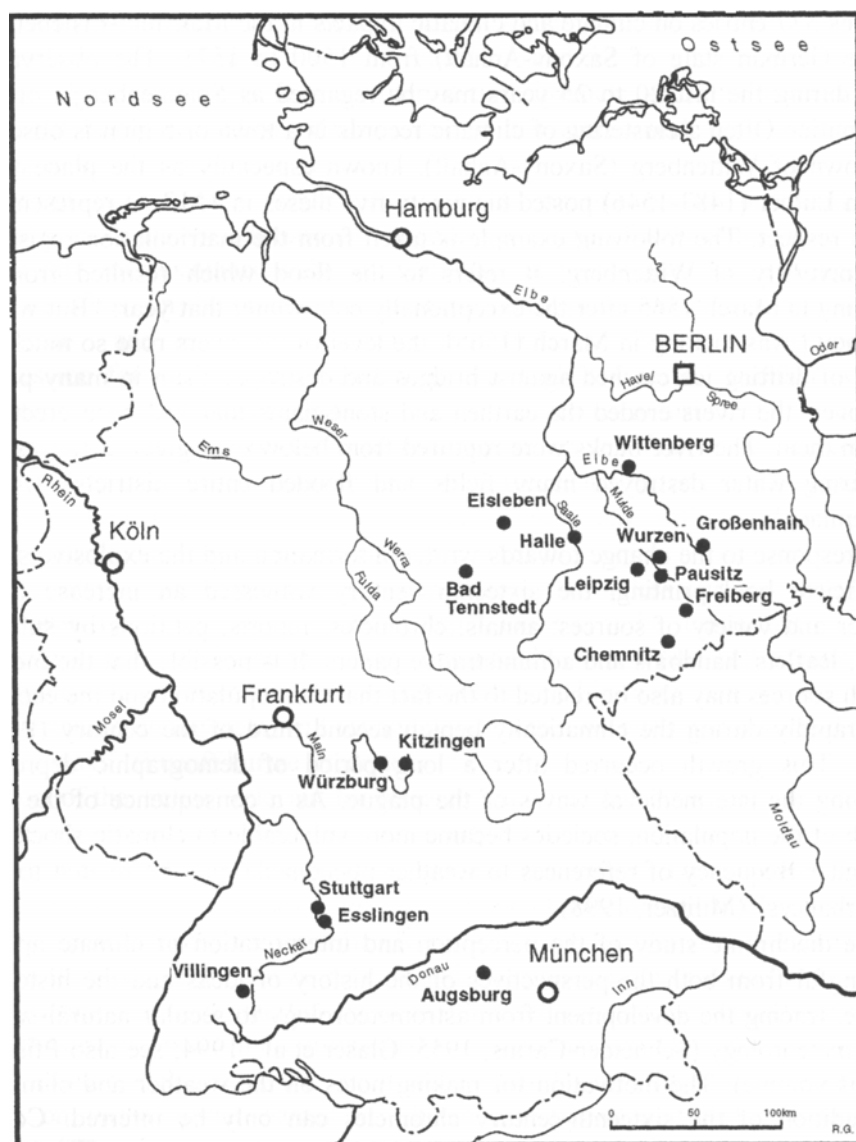 Ostsee
Nordsee
Hamburg
Elbe
BERLIN
Oder
Havel
Spree
Weser
Ems
Wittenberg
Elbe
Mulde
Rhein
Eisleben
Saale
Halle
Wurzen
Großenhain
Köln
Werra
Fulda
Bad
Tennstedt
Leipzig
Pausitz
Freiberg
Chemnitz
Frankfurt
Mosel
Main
Kitzingen
Würzburg
Moldau
Stuttgart
Esslingen
Neckar
München
Villingen
Donau
Augsburg
Inn
0 50 100km
R.G.